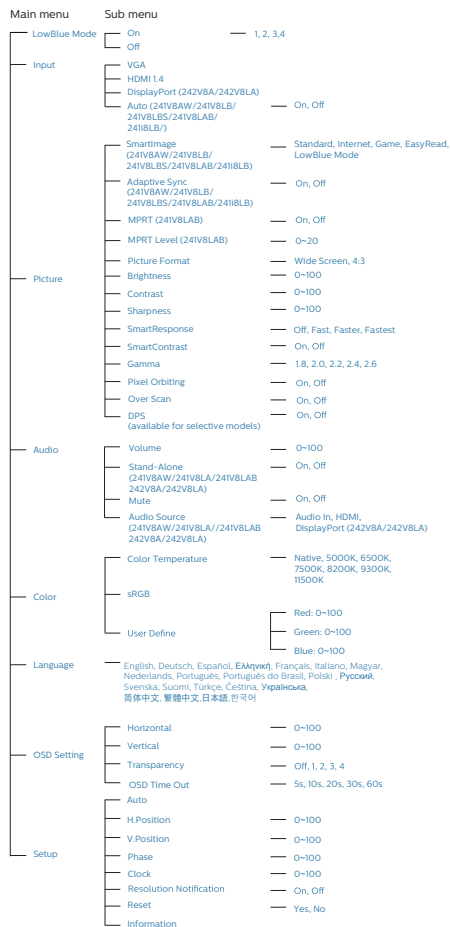 Main menu Sub menu
LowBlue Mode On 1, 2, 3,4
Off
Input VGA
HDMI 1.4
DisplayPort (242V8A/242V8LA)
Auto (241V8AW/241V8LB/ On, Off
241V8LBS/241V8LAB/
241I8LB/)
SmartImage Standard, Internet, Game, EasyRead,
(241V8AW/241V8LB/ LowBlue Mode
241V8LBS/241V8LAB/241I8LB)
Adaptive Sync On, Off
(241V8AW/241V8LB/
241V8LBS/241V8LAB/241I8LB)
MPRT (241V8LAB) On, Off
MPRT Level (241V8LAB) 0~20
Picture Format Wide Screen, 4:3
Picture Brightness 0~100
Contrast 0~100
Sharpness 0~100
SmartResponse Off, Fast, Faster, Fastest
SmartContrast On, Off
Gamma 1.8, 2.0, 2.2, 2.4, 2.6
Pixel Orbiting On, Off
Over Scan On, Off
DPS On, Off
(available for selective models)
Audio Volume 0~100
Stand-Alone On, Off
(241V8AW/241V8LA/241V8LAB
242V8A/242V8LA)
Mute On, Off
Audio Source Audio In, HDMI,
(241V8AW/241V8LA//241V8LAB DisplayPort (242V8A/242V8LA)
242V8A/242V8LA)
Color Temperature Native, 5000K, 6500K,
7500K, 8200K, 9300K,
11500K
Color sRGB
Red: 0~100
User Define Green: 0~100
Blue: 0~100
Language English, Deutsch, Español, Ελληνική, Français, Italiano, Magyar,
Nederlands, Português, Português do Brasil, Polski , Русский,
Svenska, Suomi, Türkçe, Čeština, Українська,
简体中文, 繁體中文,日本語,한국어
Horizontal 0~100
OSD Setting Vertical 0~100
Transparency Off, 1, 2, 3, 4
OSD Time Out 5s, 10s, 20s, 30s, 60s
Auto
H.Position 0~100
V.Position 0~100
Setup Phase 0~100
Clock 0~100
Resolution Notification On, Off
Reset Yes, No
Information